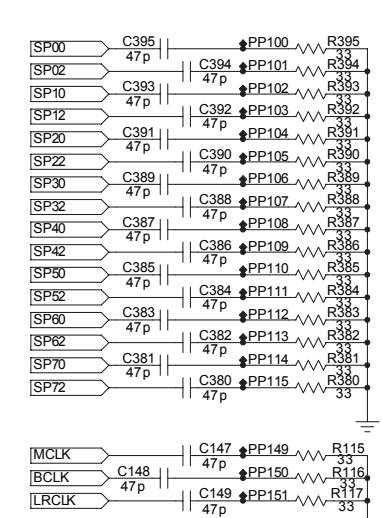 SP00 C395 47p PP100 R395 33
SP02 C394 47p PP101 R394 33
SP10 C393 47p PP102 R393 33
SP12 C392 47p PP103 R392 33
SP20 C391 47p PP104 R391 33
SP22 C390 47p PP105 R390 33
SP30 C389 47p PP106 R389 33
SP32 C388 47p PP107 R388 33
SP40 C387 47p PP108 R387 33
SP42 C386 47p PP109 R386 33
SP50 C385 47p PP110 R385 33
SP52 C384 47p PP111 R384 33
SP60 C383 47p PP112 R383 33
SP62 C382 47p PP113 R382 33
SP70 C381 47p PP114 R381 33
SP72 C380 47p PP115 R380 33
MCLK C147 47p PP149 R115 33
BCLK C148 47p PP150 R116 33
LRCLK C149 47p PP151 R117 33